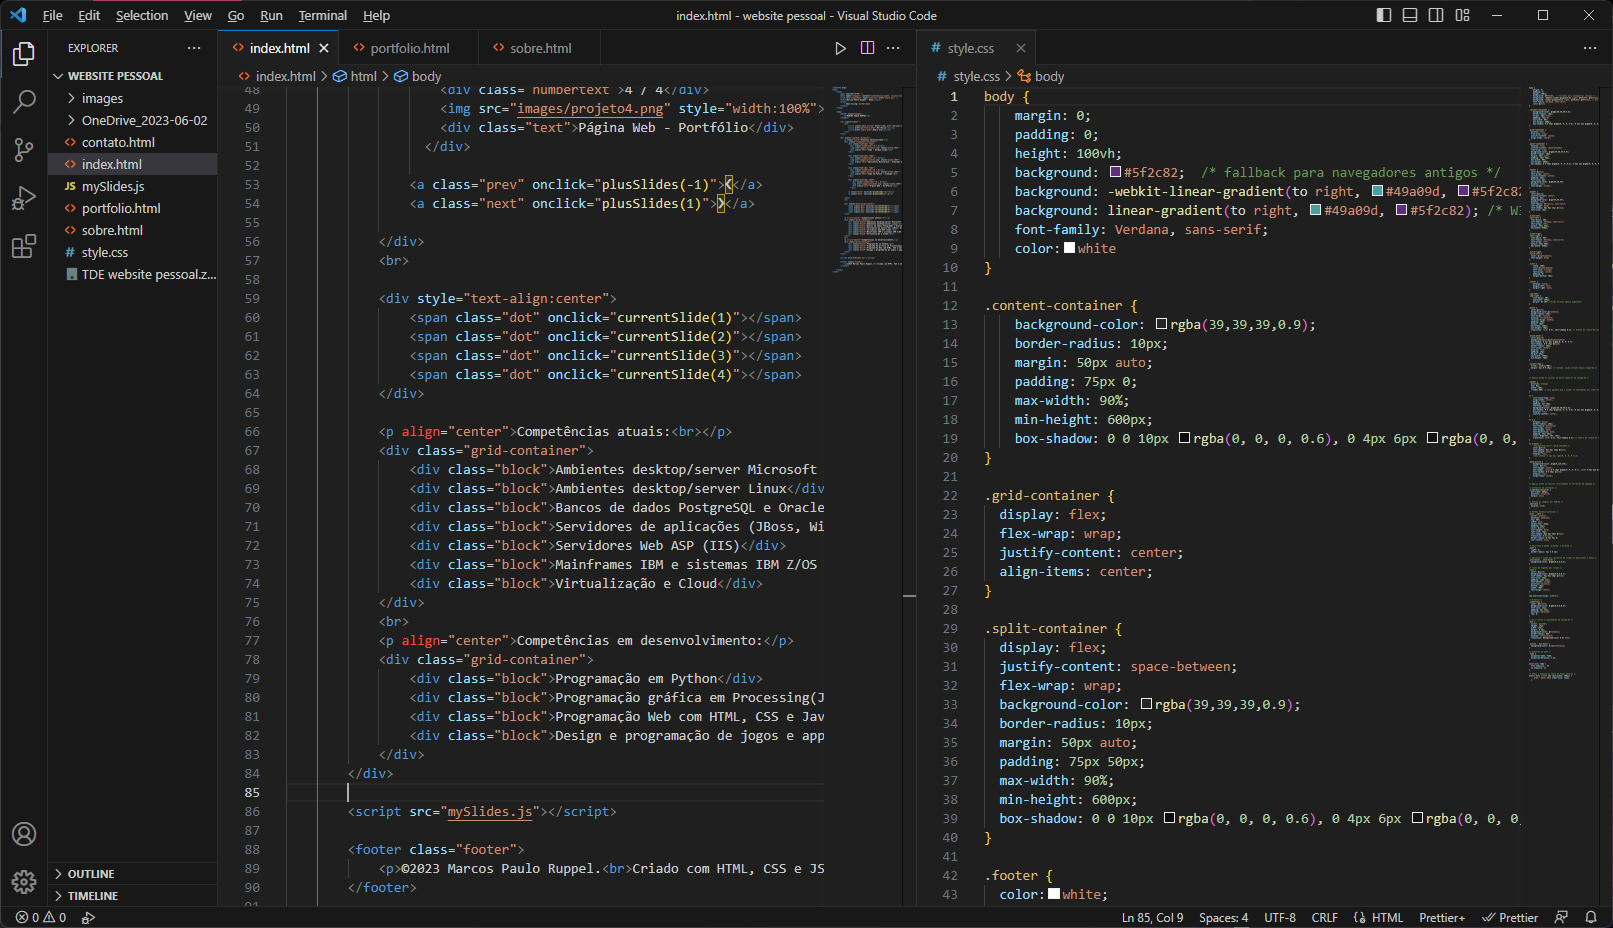 File Edit Selection View Go Run Terminal Help
index.html - website pessoal - Visual Studio Code
EXPLORER
WEBSITE PESSOAL
images
OneDrive_2023-06-02
contato.html
index.html
JS mySlides.js
portfolio.html
sobre.html
# style.css
TDE website pessoal.z...
OUTLINE
TIMELINE
index.html portfolio.html sobre.html
index.html > html > body
48 <div class="numbertext">4 / 4</div>
49 <img src="images/projeto4.png" style="width:100%">
50 <div class="text">Página Web - Portfólio</div>
51 </div>
52
53 <a class="prev" onclick="plusSlides(-1)">❮</a>
54 <a class="next" onclick="plusSlides(1)">❯</a>
55
56 </div>
57 <br>
58
59 <div style="text-align:center">
60 <span class="dot" onclick="currentSlide(1)"></span>
61 <span class="dot" onclick="currentSlide(2)"></span>
62 <span class="dot" onclick="currentSlide(3)"></span>
63 <span class="dot" onclick="currentSlide(4)"></span>
64 </div>
65
66 <p align="center">Competências atuais:<br></p>
67 <div class="grid-container">
68 <div class="block">Ambientes desktop/server Microsoft
69 <div class="block">Ambientes desktop/server Linux</div
70 <div class="block">Bancos de dados PostgreSQL e Oracle
71 <div class="block">Servidores de aplicações (JBoss, Wi
72 <div class="block">Servidores Web ASP (IIS)</div>
73 <div class="block">Mainframes IBM e sistemas IBM Z/OS
74 <div class="block">Virtualização e Cloud</div>
75 </div>
76 <br>
77 <p align="center">Competências em desenvolvimento:</p>
78 <div class="grid-container">
79 <div class="block">Programação em Python</div>
80 <div class="block">Programação gráfica em Processing(J
81 <div class="block">Programação Web com HTML, CSS e Jav
82 <div class="block">Design e programação de jogos e app
83 </div>
84 </div>
85
86 <script src="mySlides.js"></script>
87
88 <footer class="footer">
89 <p>©2023 Marcos Paulo Ruppel.<br>Criado com HTML, CSS e JS
90 </footer>
91
# style.css
# style.css > body
1 body {
2 margin: 0;
3 padding: 0;
4 height: 100vh;
5 background: #5f2c82; /* fallback para navegadores antigos */
6 background: -webkit-linear-gradient(to right, #49a09d, #5f2c82
7 background: linear-gradient(to right, #49a09d, #5f2c82); /* W3
8 font-family: Verdana, sans-serif;
9 color: white
10 }
11
12 .content-container {
13 background-color: rgba(39,39,39,0.9);
14 border-radius: 10px;
15 margin: 50px auto;
16 padding: 75px 0;
17 max-width: 90%;
18 min-height: 600px;
19 box-shadow: 0 0 10px rgba(0, 0, 0, 0.6), 0 4px 6px rgba(0, 0,
20 }
21
22 .grid-container {
23 display: flex;
24 flex-wrap: wrap;
25 justify-content: center;
26 align-items: center;
27 }
28
29 .split-container {
30 display: flex;
31 justify-content: space-between;
32 flex-wrap: wrap;
33 background-color: rgba(39,39,39,0.9);
34 border-radius: 10px;
35 margin: 50px auto;
36 padding: 75px 50px;
37 max-width: 90%;
38 min-height: 600px;
39 box-shadow: 0 0 10px rgba(0, 0, 0, 0.6), 0 4px 6px rgba(0, 0, 0,
40 }
41
42 .footer {
43 color: white;
0 0
Ln 85, Col 9 Spaces: 4 UTF-8 CRLF HTML Prettier+ Prettier